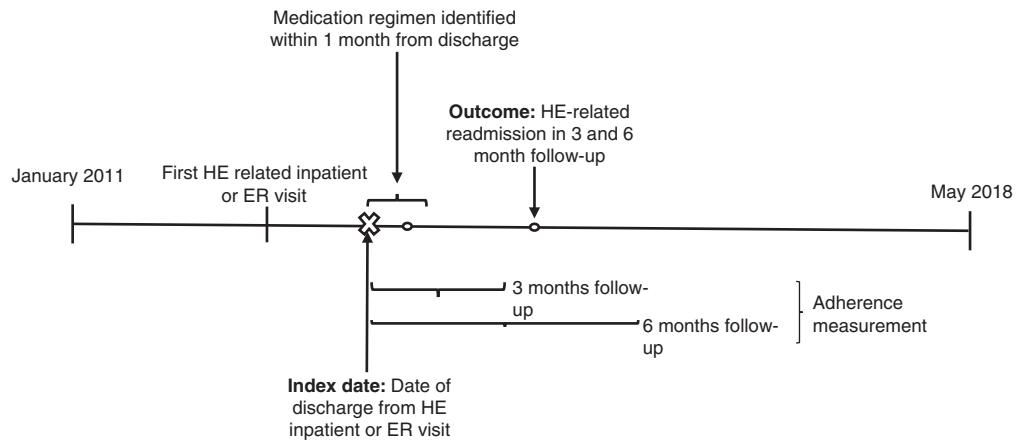 Medication regimen identified
within 1 month from discharge
Outcome: HE-related
readmission in 3 and 6
month follow-up
January 2011
First HE related inpatient
or ER visit
May 2018
3 months follow-
up
6 months follow-
up
Adherence
measurement
Index date: Date of
discharge from HE
inpatient or ER visit